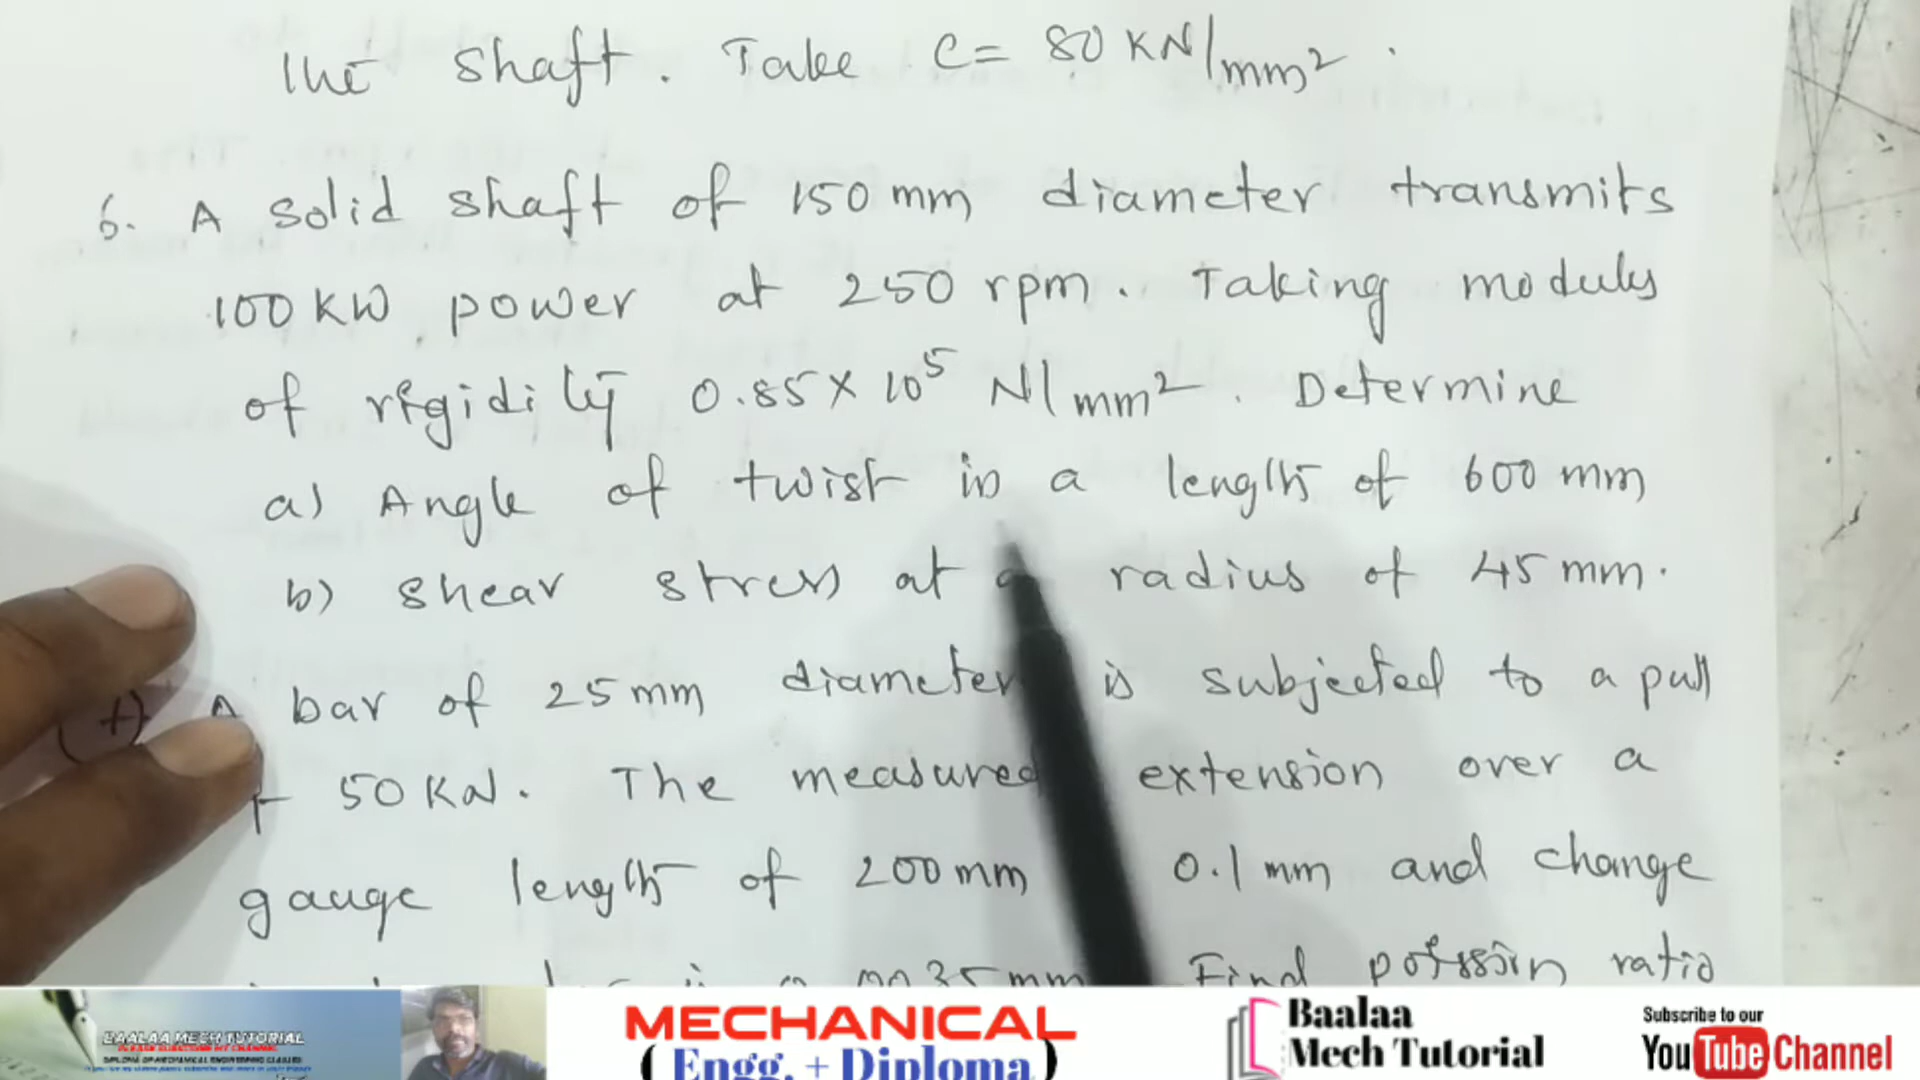 the shaft. Take C = 80 KN/mm²
6. A solid shaft of 150 mm diameter transmits
100 KW power at 250 rpm. Taking modulus
of rigidity 0.85 × 10⁵ N/mm². Determine
a) Angle of twist in a length of 600 mm
b) shear stress at a radius of 45 mm.
A bar of 25 mm diameter is subjected to a pull
50 KN. The measured extension over a
gauge length of 200 mm 0.1 mm and change
Find poission ratio
BAALAA MECH TUTORIAL
MECHANICAL
( Engg. + Diploma )
Baalaa
Mech Tutorial
Subscribe to our
YouTube Channel